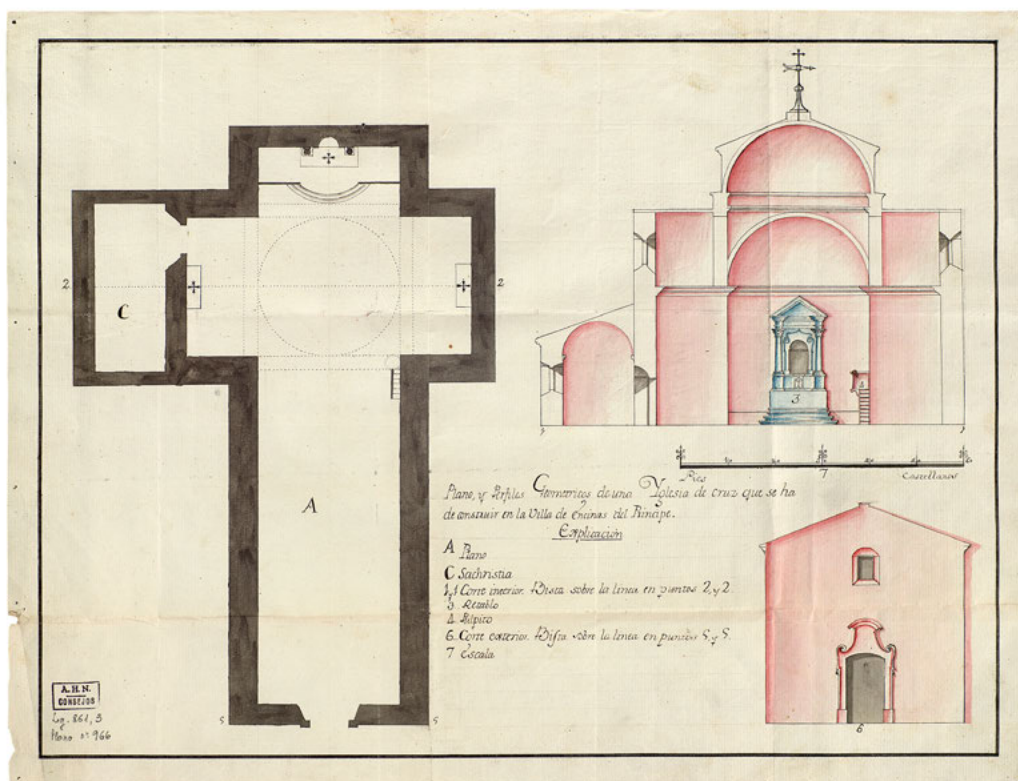 2
2
C
A
5
5
3
1
1
Pies
7
Castellanos
Plano, y Perfiles Geometricos de una Yglesia de cruz que se ha
de construir en la Villa de Encinas del Principe.
Explicación
A Plano
C Sachristia
1 y 1 Corte interior. Vista sobre la linea en puntos 2, y 2.
3 Retablo
4 Pulpito
6 Corte exterior. Vista sobre la linea en puntos 5, y 5.
7 Escala
6
A. H. N.
CONSEJOS
Lg. 861, 3
Plano nº 966